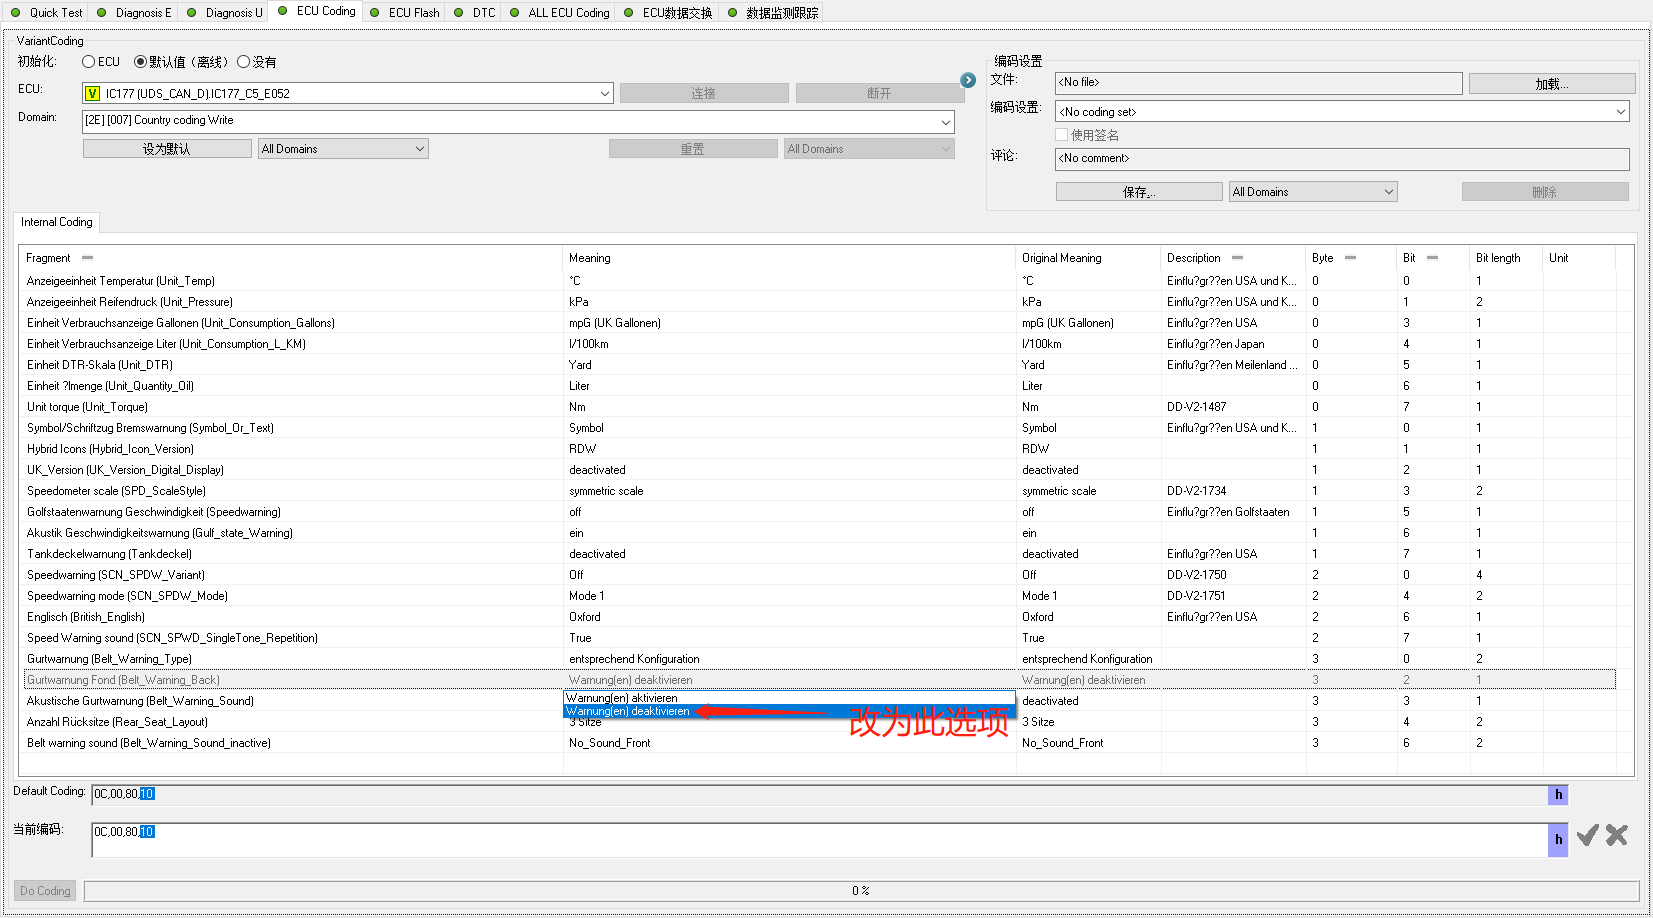 Quick Test Diagnosis E Diagnosis U ECU Coding ECU Flash DTC ALL ECU Coding ECU数据交换 数据监测跟踪
VariantCoding
初始化: ECU 默认值（离线） 没有
ECU: V IC177 (UDS_CAN_D).IC177_C5_E052 连接 断开
Domain: [2E] [007] Country coding Write
设为默认 All Domains 重置 All Domains
编码设置
文件: <No file> 加载...
编码设置: <No coding set>
使用签名
评论: <No comment>
保存... All Domains 删除
Internal Coding
Fragment Meaning Original Meaning Description Byte Bit Bit length Unit
Anzeigeeinheit Temperatur (Unit_Temp) °C °C Einflu?gr??en USA und K... 0 0 1
Anzeigeeinheit Reifendruck (Unit_Pressure) kPa kPa Einflu?gr??en USA und K... 0 1 2
Einheit Verbrauchsanzeige Gallonen (Unit_Consumption_Gallons) mpG (UK Gallonen) mpG (UK Gallonen) Einflu?gr??en USA 0 3 1
Einheit Verbrauchsanzeige Liter (Unit_Consumption_L_KM) l/100km l/100km Einflu?gr??en Japan 0 4 1
Einheit DTR-Skala (Unit_DTR) Yard Yard Einflu?gr??en Meilenland ... 0 5 1
Einheit ?lmenge (Unit_Quantity_Oil) Liter Liter 0 6 1
Unit torque (Unit_Torque) Nm Nm DD-V2-1487 0 7 1
Symbol/Schriftzug Bremswarnung (Symbol_Or_Text) Symbol Symbol Einflu?gr??en USA und K... 1 0 1
Hybrid Icons (Hybrid_Icon_Version) RDW RDW 1 1 1
UK_Version (UK_Version_Digital_Display) deactivated deactivated 1 2 1
Speedometer scale (SPD_ScaleStyle) symmetric scale symmetric scale DD-V2-1734 1 3 2
Golfstaatenwarnung Geschwindigkeit (Speedwarning) off off Einflu?gr??en Golfstaaten 1 5 1
Akustik Geschwindigkeitswarnung (Gulf_state_Warning) ein ein 1 6 1
Tankdeckelwarnung (Tankdeckel) deactivated deactivated Einflu?gr??en USA 1 7 1
Speedwarning (SCN_SPDW_Variant) Off Off DD-V2-1750 2 0 4
Speedwarning mode (SCN_SPDW_Mode) Mode 1 Mode 1 DD-V2-1751 2 4 2
Englisch (British_English) Oxford Oxford Einflu?gr??en USA 2 6 1
Speed Warning sound (SCN_SPWD_SingleTone_Repetition) True True 2 7 1
Gurtwarnung (Belt_Warning_Type) entsprechend Konfiguration entsprechend Konfiguration 3 0 2
Gurtwarnung Fond (Belt_Warning_Back) Warnung(en) deaktivieren Warnung(en) deaktivieren 3 2 1
Warnung(en) aktivieren
Akustische Gurtwarnung (Belt_Warning_Sound) deactivated 3 3 1
Warnung(en) deaktivieren 改为此选项
Anzahl Rücksitze (Rear_Seat_Layout) 3 Sitze 3 Sitze 3 4 2
Belt warning sound (Belt_Warning_Sound_inactive) No_Sound_Front No_Sound_Front 3 6 2
Default Coding: 0C,00,80,10 h
当前编码: 0C,00,80,10 h
Do Coding 0 %